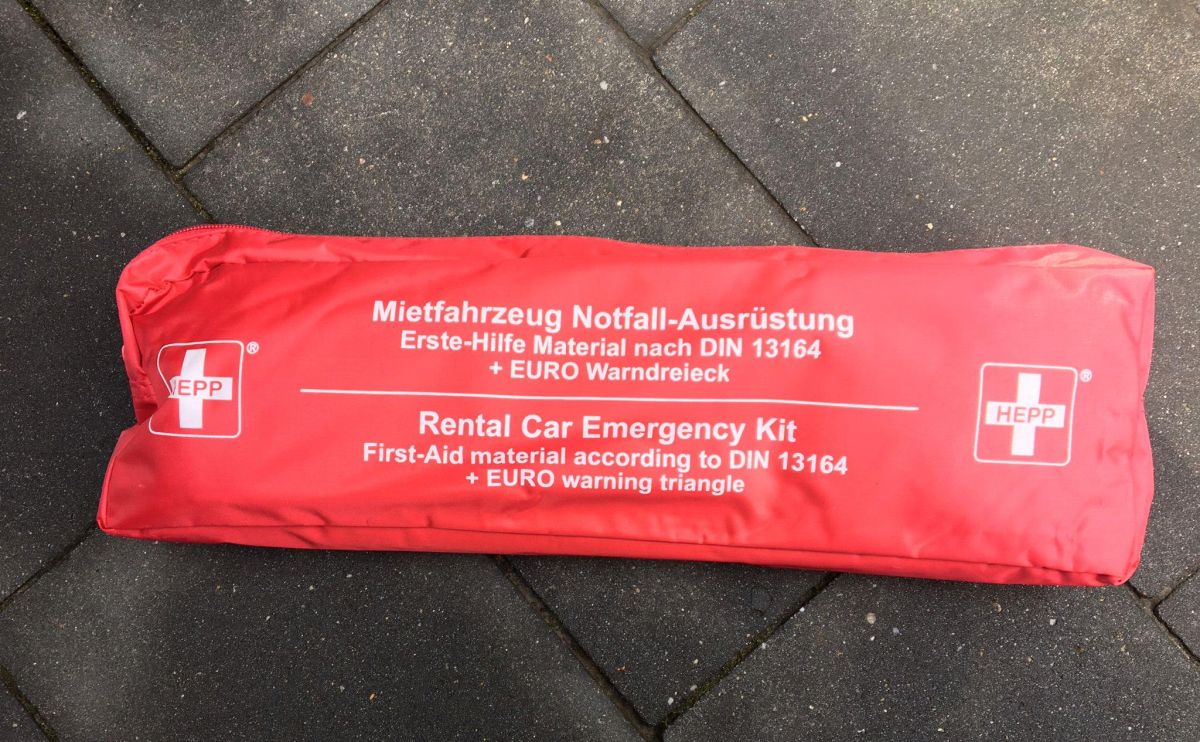 Mietfahrzeug Notfall-Ausrüstung
Erste-Hilfe Material nach DIN 13164
+ EURO Warndreieck
HEPP ®
HEPP ®
Rental Car Emergency Kit
First-Aid material according to DIN 13164
+ EURO warning triangle